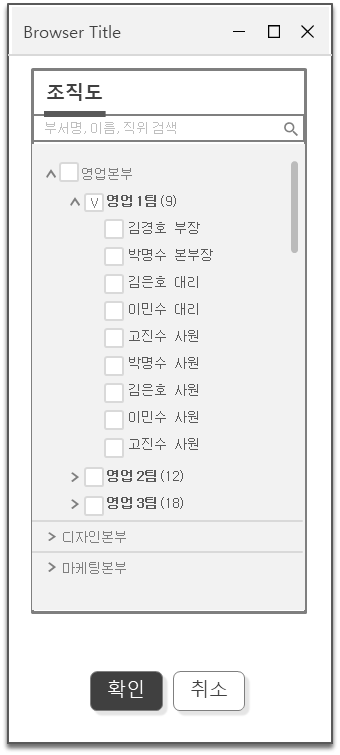 Browser Title
조직도
부서명, 이름, 직위 검색
영업본부
V 영업 1팀 (9)
김경호 부장
박명수 본부장
김은호 대리
이민수 대리
고진수 사원
박명수 사원
김은호 사원
이민수 사원
고진수 사원
영업 2팀 (12)
영업 3팀 (18)
디자인본부
마케팅본부
확인 취소